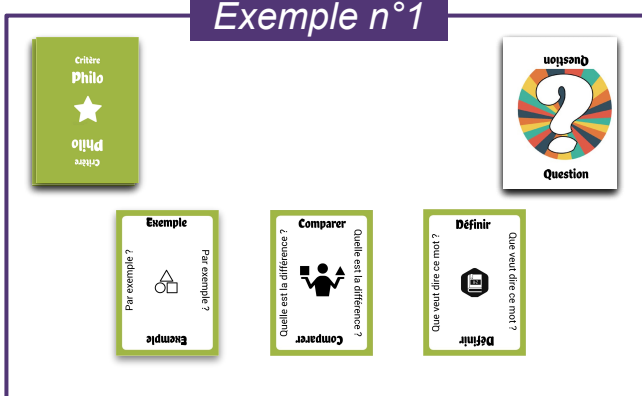 Exemple n°1
Critère
Philo
Philo
Critère
Question
Question
Exemple
Par exemple ?
Par exemple ?
Exemple
Comparer
Quelle est la différence ?
Quelle est la différence ?
Comparer
Définir
Que veut dire ce mot ?
Que veut dire ce mot ?
Définir